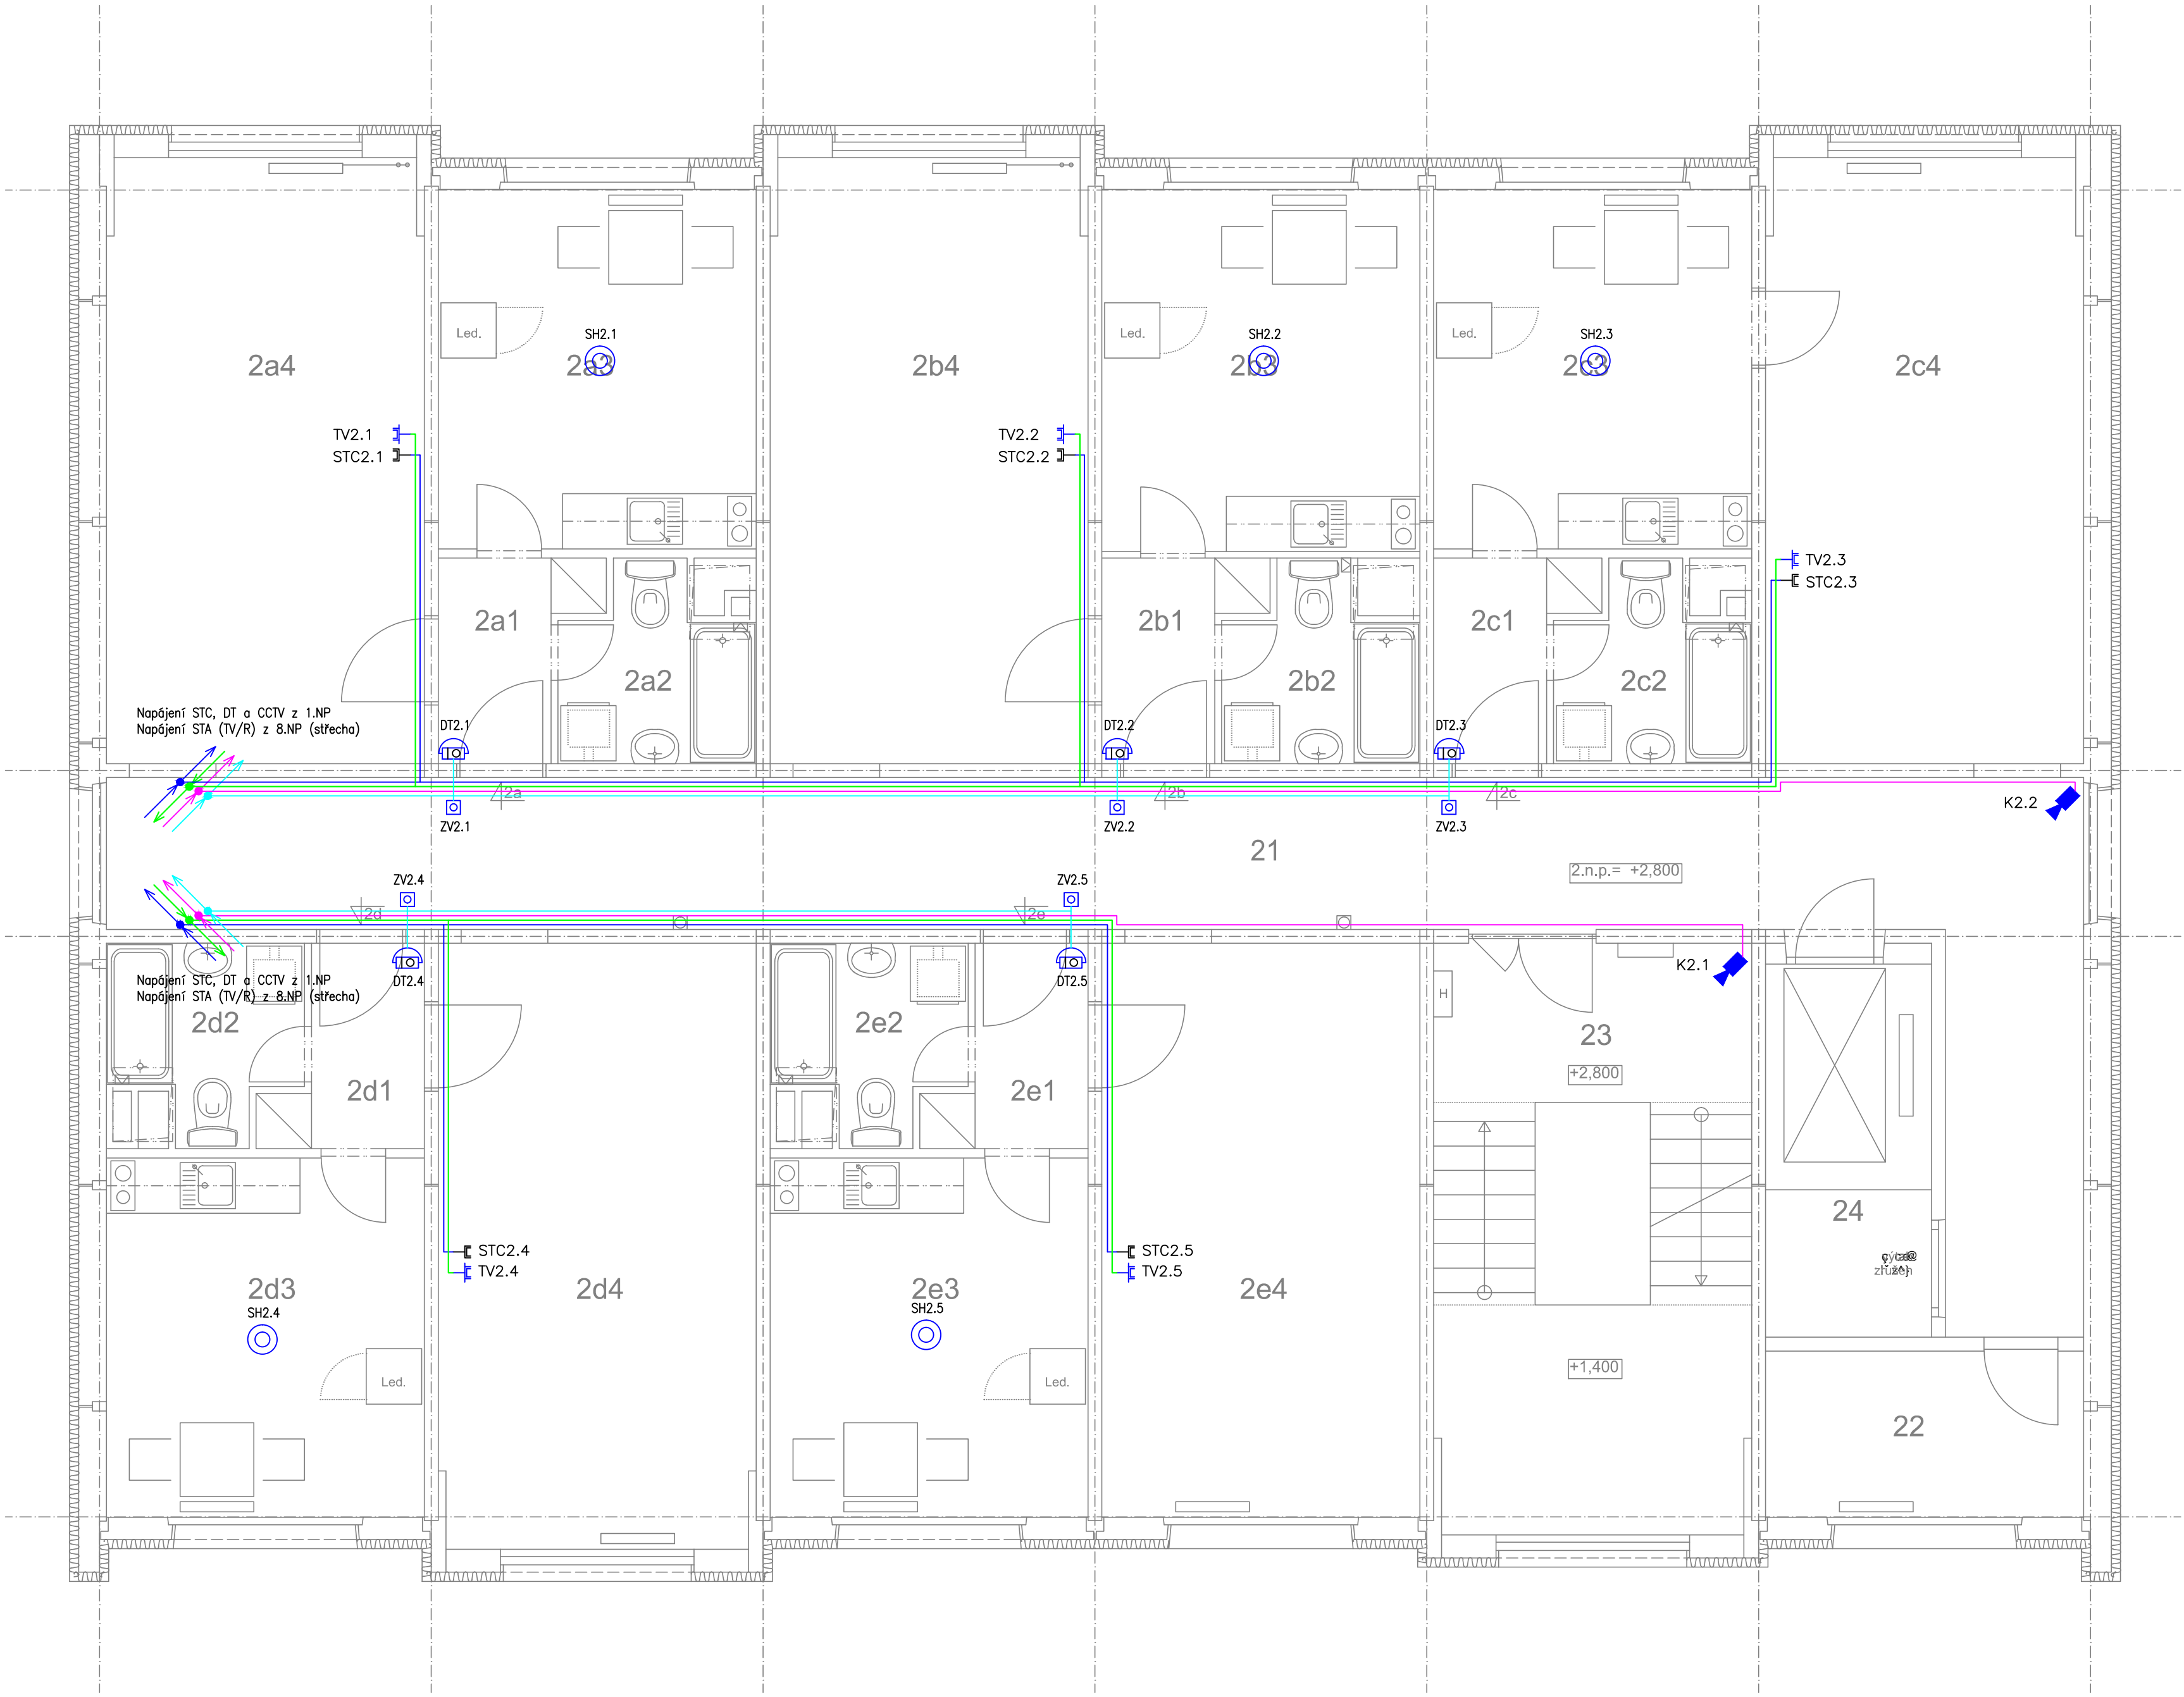 SH2.1
SH2.2
SH2.3
Led.
Led.
Led.
2a4
2a3
2b4
2b3
2c3
2c4
TV2.1
STC2.1
TV2.2
STC2.2
TV2.3
STC2.3
2a1
2b1
2c1
2a2
2b2
2c2
Napájení STC, DT a CCTV z 1.NP
Napájení STA (TV/R) z 8.NP (střecha)
DT2.1
DT2.2
DT2.3
2a
2b
2c
ZV2.1
ZV2.2
ZV2.3
K2.2
21
2.n.p.= +2,800
ZV2.4
ZV2.5
2d
2e
K2.1
Napájení STC, DT a CCTV z 1.NP
Napájení STA (TV/R) z 8.NP (střecha)
DT2.4
DT2.5
H
2d2
2e2
23
+2,800
2d1
2e1
24
STC2.4
TV2.4
STC2.5
TV2.5
2d3
2d4
2e3
2e4
SH2.4
SH2.5
+1,400
Led.
Led.
22